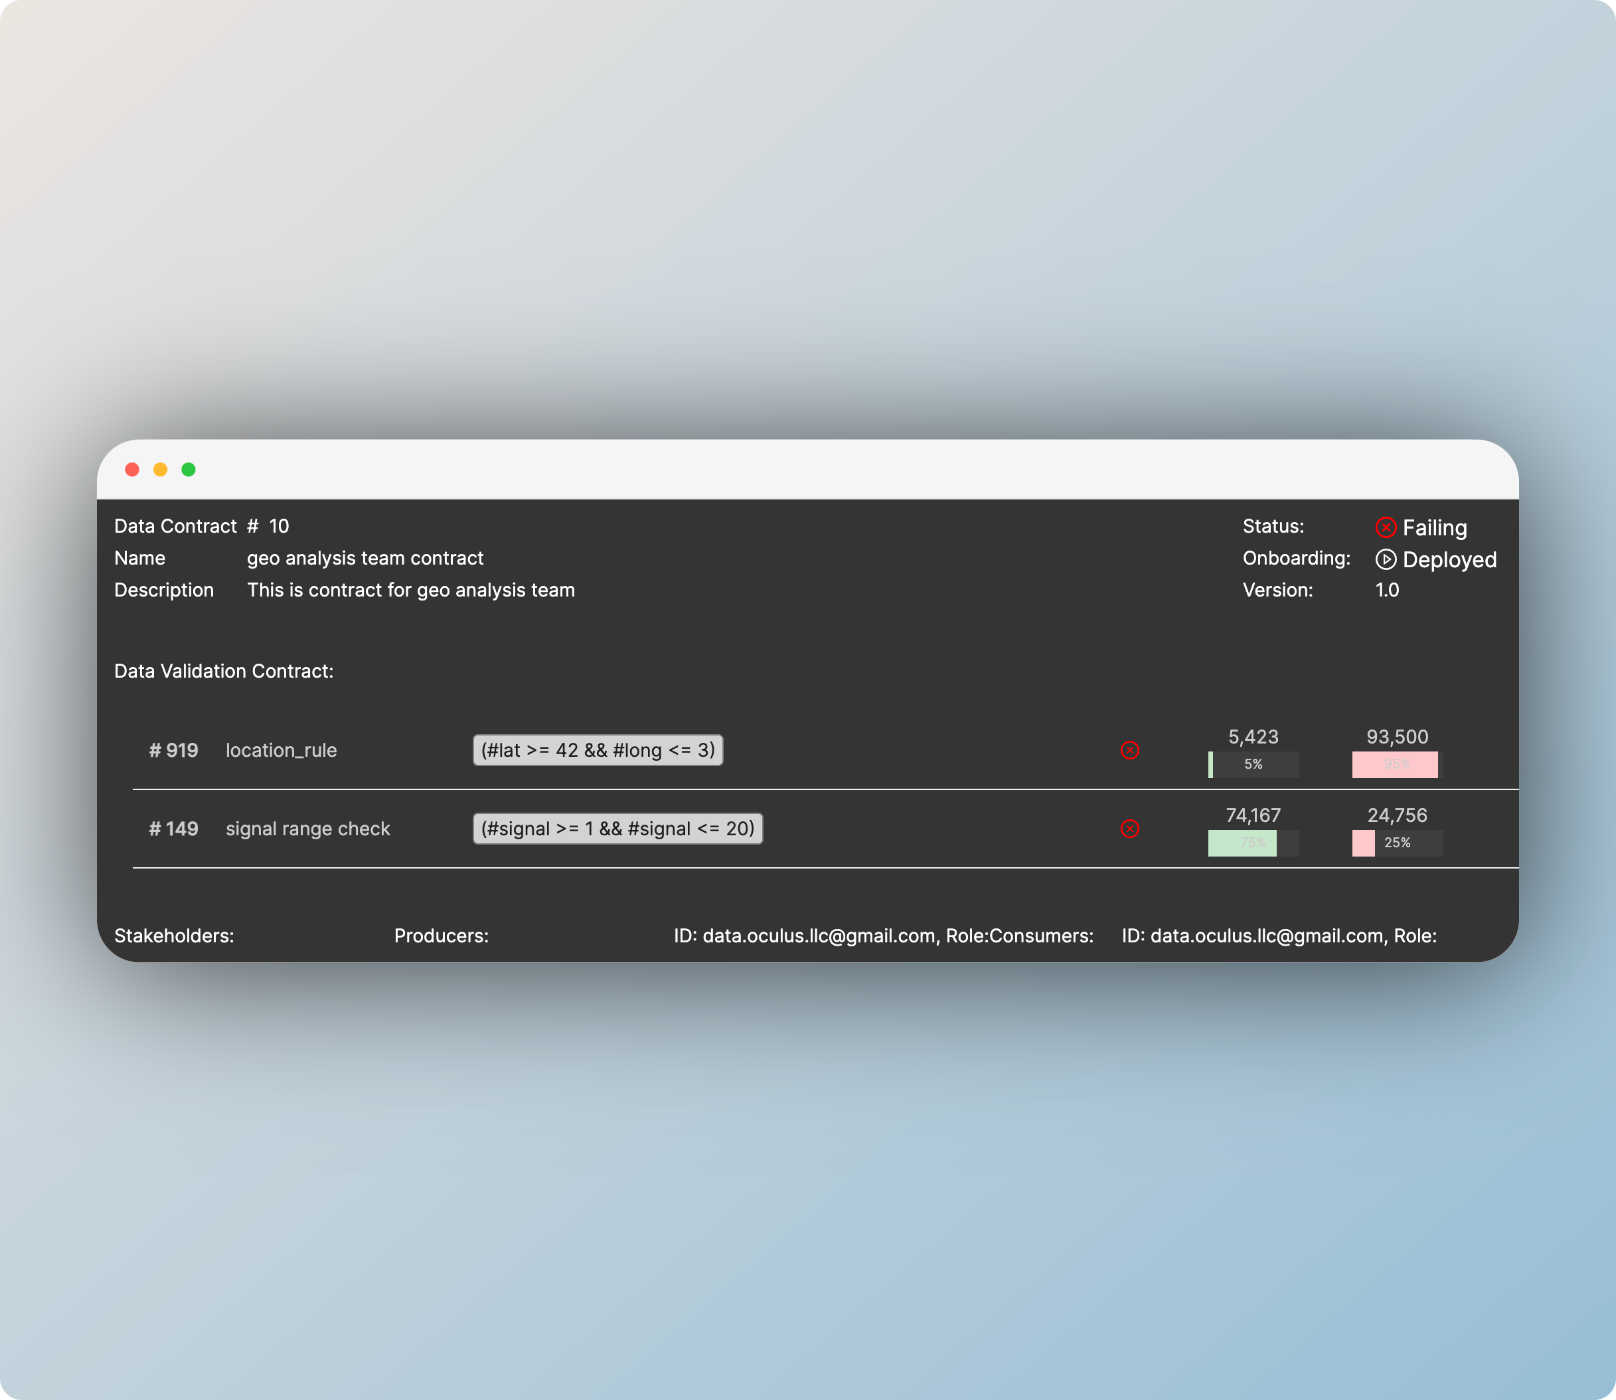 Data Contract # 10
Status: Failing
Name geo analysis team contract
Onboarding: Deployed
Description This is contract for geo analysis team
Version: 1.0
Data Validation Contract:
# 919 location_rule (#lat >= 42 && #long <= 3) 5,423 93,500
5% 95%
# 149 signal range check (#signal >= 1 && #signal <= 20) 74,167 24,756
75% 25%
Stakeholders: Producers: ID: data.oculus.llc@gmail.com, Role:Consumers: ID: data.oculus.llc@gmail.com, Role: